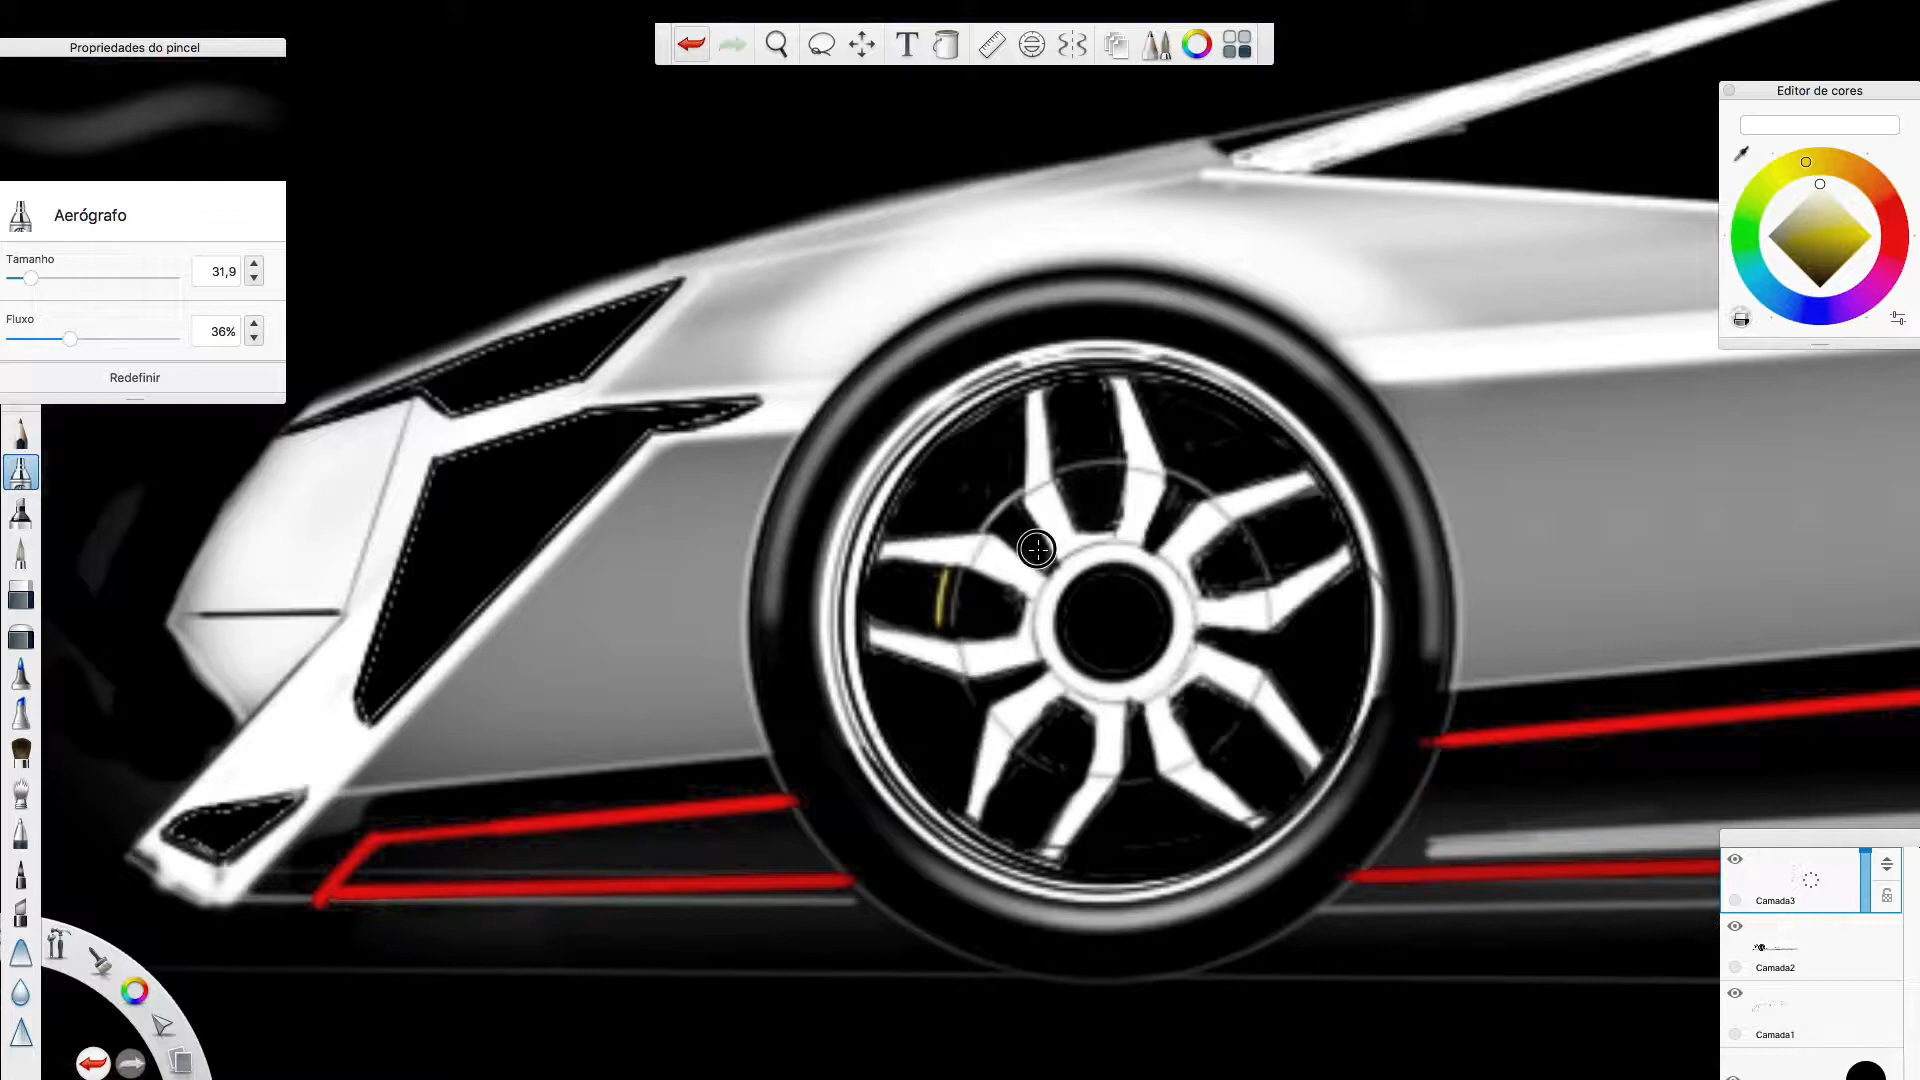 Propriedades do pincel
Aerógrafo
Tamanho
31,9
Fluxo
36%
Redefinir
T
Editor de cores
Camada3
Camada2
Camada1